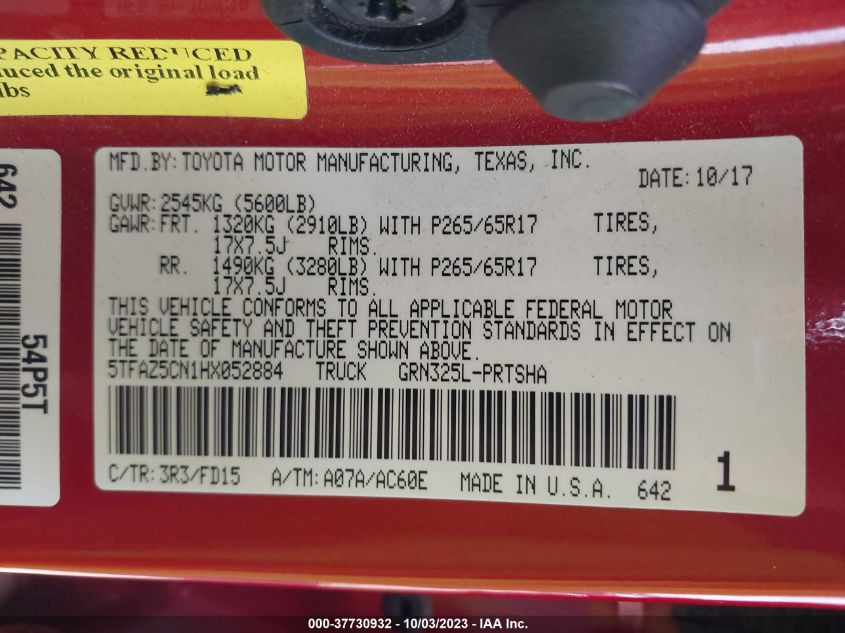 PACITY REDUCED
duced the original load
lbs
MFD.BY:TOYOTA MOTOR MANUFACTURING, TEXAS, INC.
DATE:10/17
GVWR:2545KG (5600LB)
GAWR:FRT. 1320KG (2910LB) WITH P265/65R17 TIRES,
17X7.5J RIMS.
RR. 1490KG (3280LB) WITH P265/65R17 TIRES,
17X7.5J RIMS.
THIS VEHICLE CONFORMS TO ALL APPLICABLE FEDERAL MOTOR
VEHICLE SAFETY AND THEFT PREVENTION STANDARDS IN EFFECT ON
THE DATE OF MANUFACTURE SHOWN ABOVE.
5TFAZ5CN1HX052884 TRUCK GRN325L-PRTSHA
C/TR:3R3/FD15 A/TM:A07A/AC60E MADE IN U.S.A. 642
1
642
54P5T
000-37730932 - 10/03/2023 - IAA Inc.